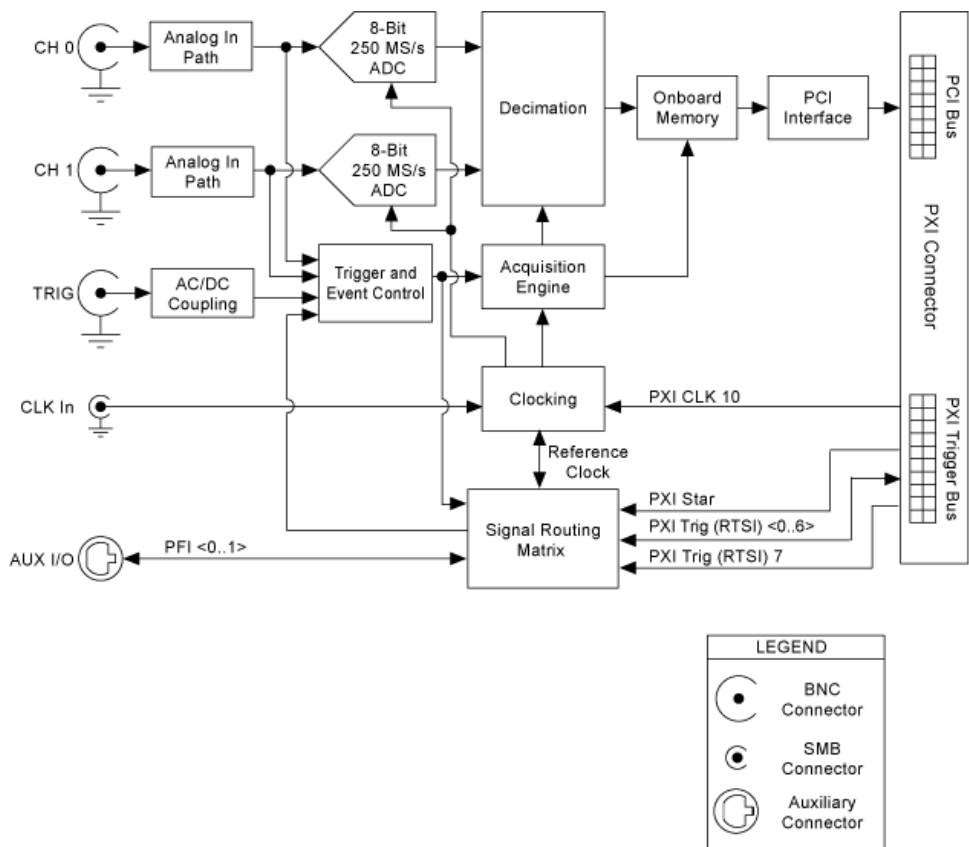 CH 0
Analog In
Path
8-Bit
250 MS/s
ADC
Decimation
Onboard
Memory
PCI
Interface
PCI Bus
CH 1
Analog In
Path
8-Bit
250 MS/s
ADC
PXI Connector
TRIG
AC/DC
Coupling
Trigger and
Event Control
Acquisition
Engine
CLK In
Clocking
PXI CLK 10
Reference
Clock
PXI Trigger Bus
AUX I/O
PFI <0..1>
Signal Routing
Matrix
PXI Star
PXI Trig (RTSI) <0..6>
PXI Trig (RTSI) 7
LEGEND
BNC
Connector
SMB
Connector
Auxiliary
Connector